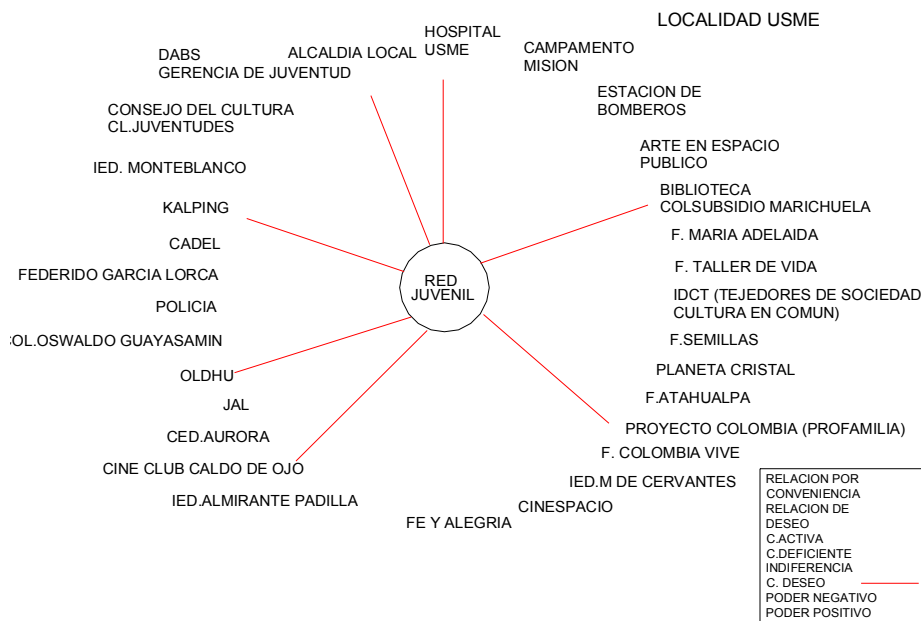 LOCALIDAD USME
HOSPITAL
USME
CAMPAMENTO
MISION
ESTACION DE
BOMBEROS
ARTE EN ESPACIO
PUBLICO
BIBLIOTECA
COLSUBSIDIO MARICHUELA
F. MARIA ADELAIDA
F. TALLER DE VIDA
IDCT (TEJEDORES DE SOCIEDAD
CULTURA EN COMUN)
F.SEMILLAS
PLANETA CRISTAL
F.ATAHUALPA
PROYECTO COLOMBIA (PROFAMILIA)
F. COLOMBIA VIVE
IED.M DE CERVANTES
CINESPACIO
FE Y ALEGRIA
IED.ALMIRANTE PADILLA
CINE CLUB CALDO DE OJO
CED.AURORA
JAL
OLDHU
OL.OSWALDO GUAYASAMIN
POLICIA
FEDERIDO GARCIA LORCA
CADEL
KALPING
IED. MONTEBLANCO
CONSEJO DEL CULTURA
CL.JUVENTUDES
DABS
GERENCIA DE JUVENTUD
ALCALDIA LOCAL
RED
JUVENIL
RELACION POR
CONVENIENCIA
RELACION DE
DESEO
C.ACTIVA
C.DEFICIENTE
INDIFERENCIA
C. DESEO
PODER NEGATIVO
PODER POSITIVO